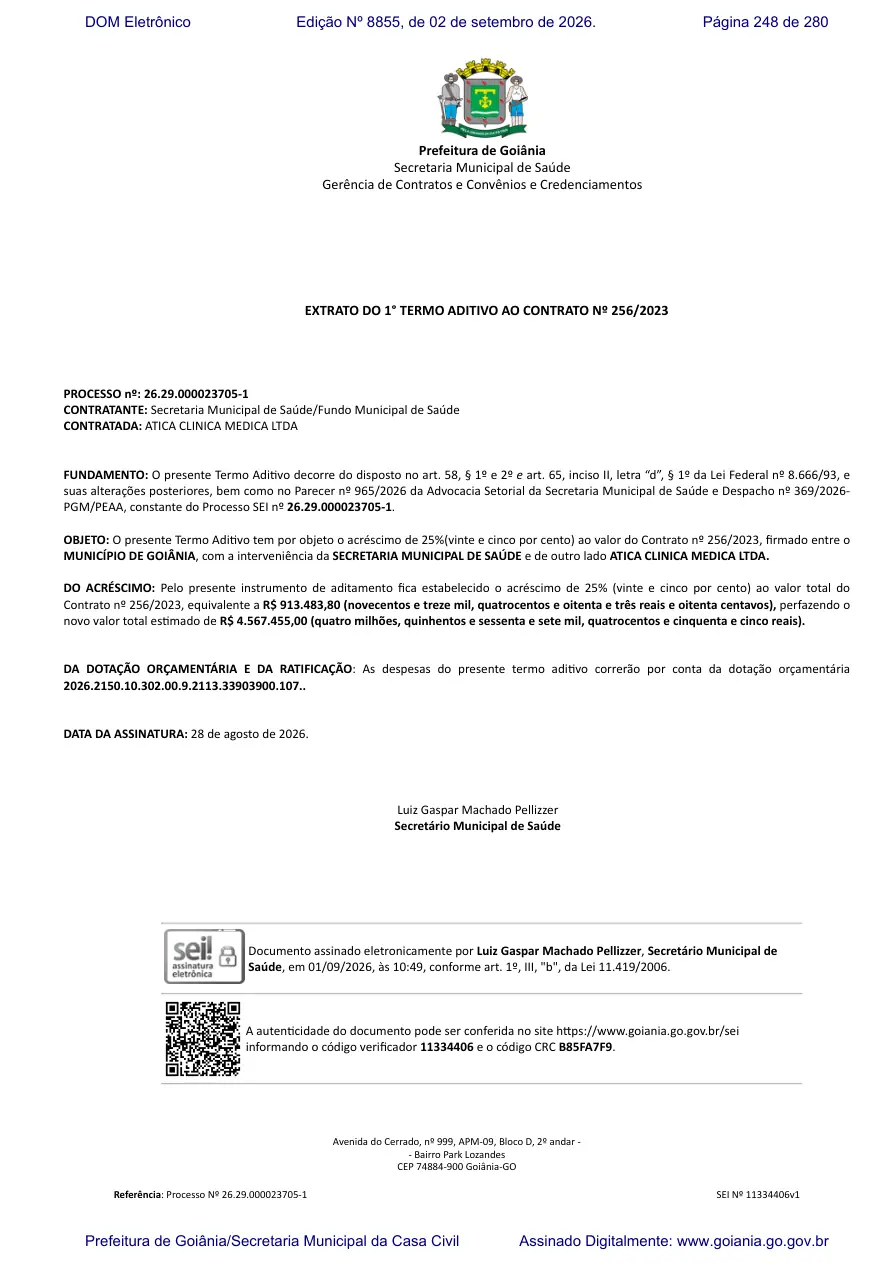 DOM Eletrônico Edição Nº 8855, de 02 de setembro de 2026. Página 248 de 280
Prefeitura de Goiânia
Secretaria Municipal de Saúde
Gerência de Contratos e Convênios e Credenciamentos
EXTRATO DO 1° TERMO ADITIVO AO CONTRATO Nº 256/2023
PROCESSO nº: 26.29.000023705-1
CONTRATANTE: Secretaria Municipal de Saúde/Fundo Municipal de Saúde
CONTRATADA: ATICA CLINICA MEDICA LTDA
FUNDAMENTO: O presente Termo Aditivo decorre do disposto no art. 58, § 1º e 2º e art. 65, inciso II, letra “d”, § 1º da Lei Federal nº 8.666/93, e
suas alterações posteriores, bem como no Parecer nº 965/2026 da Advocacia Setorial da Secretaria Municipal de Saúde e Despacho nº 369/2026-
PGM/PEAA, constante do Processo SEI nº 26.29.000023705-1.
OBJETO: O presente Termo Aditivo tem por objeto o acréscimo de 25%(vinte e cinco por cento) ao valor do Contrato nº 256/2023, firmado entre o
MUNICÍPIO DE GOIÂNIA, com a interveniência da SECRETARIA MUNICIPAL DE SAÚDE e de outro lado ATICA CLINICA MEDICA LTDA.
DO ACRÉSCIMO: Pelo presente instrumento de aditamento fica estabelecido o acréscimo de 25% (vinte e cinco por cento) ao valor total do
Contrato nº 256/2023, equivalente a R$ 913.483,80 (novecentos e treze mil, quatrocentos e oitenta e três reais e oitenta centavos), perfazendo o
novo valor total estimado de R$ 4.567.455,00 (quatro milhões, quinhentos e sessenta e sete mil, quatrocentos e cinquenta e cinco reais).
DA DOTAÇÃO ORÇAMENTÁRIA E DA RATIFICAÇÃO: As despesas do presente termo aditivo correrão por conta da dotação orçamentária
2026.2150.10.302.00.9.2113.33903900.107..
DATA DA ASSINATURA: 28 de agosto de 2026.
Luiz Gaspar Machado Pellizzer
Secretário Municipal de Saúde
sei!
assinatura
eletrônica
Documento assinado eletronicamente por Luiz Gaspar Machado Pellizzer, Secretário Municipal de
Saúde, em 01/09/2026, às 10:49, conforme art. 1º, III, "b", da Lei 11.419/2006.
A autenticidade do documento pode ser conferida no site https://www.goiania.go.gov.br/sei
informando o código verificador 11334406 e o código CRC B85FA7F9.
Avenida do Cerrado, nº 999, APM-09, Bloco D, 2º andar -
- Bairro Park Lozandes
CEP 74884-900 Goiânia-GO
Referência: Processo Nº 26.29.000023705-1 SEI Nº 11334406v1
Prefeitura de Goiânia/Secretaria Municipal da Casa Civil Assinado Digitalmente: www.goiania.go.gov.br